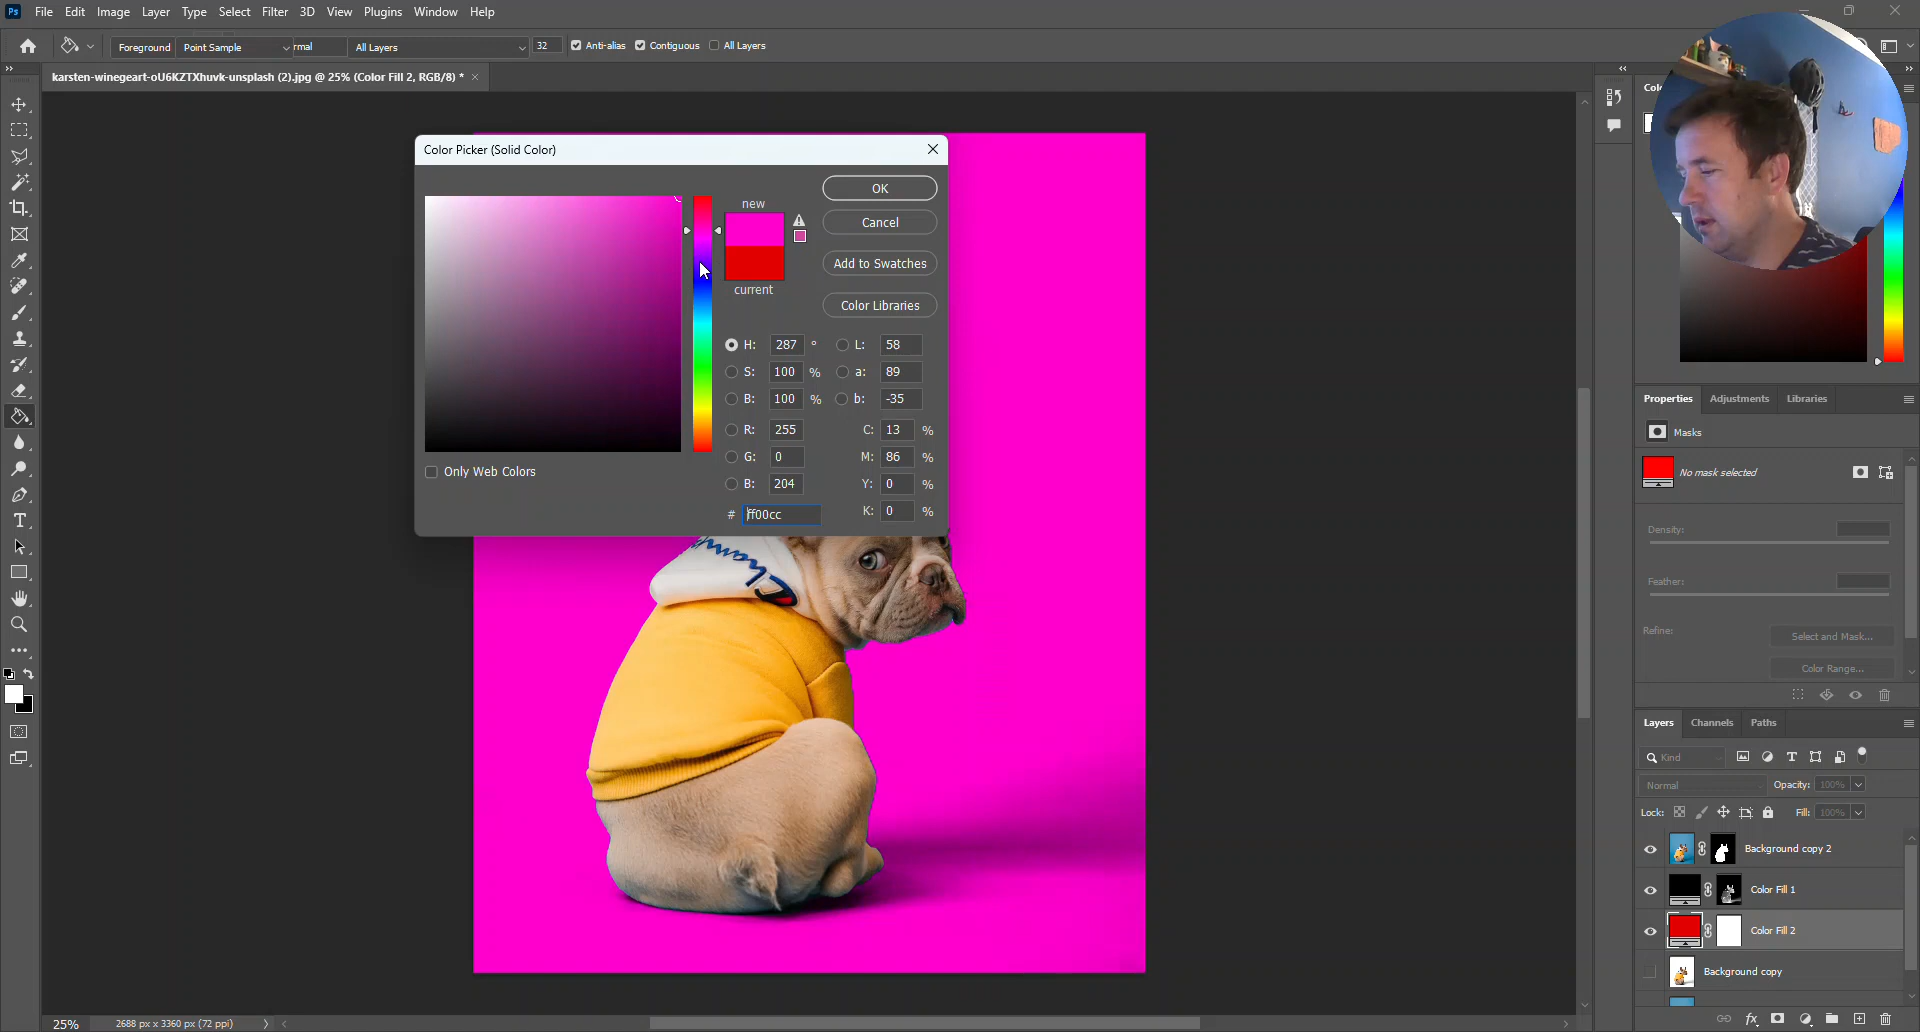 Ps File Edit Image Layer Type Select Filter 3D View Plugins Window Help
Foreground Point Sample rmal All Layers 32 Anti-alias Contiguous All Layers
karsten-winegeart-oU6KZTXhuvk-unsplash (2).jpg @ 25% (Color Fill 2, RGB/8) *
Color Picker (Solid Color)
new
current
OK
Cancel
Add to Swatches
Color Libraries
H: 287 °
S: 100 %
B: 100 %
R: 255
G: 0
B: 204
# ff00cc
L: 58
a: 89
b: -35
C: 13 %
M: 86 %
Y: 0 %
K: 0 %
Only Web Colors
Properties Adjustments Libraries
Masks
No mask selected
Density:
Feather:
Refine:
Select and Mask...
Color Range...
Layers Channels Paths
Kind
Normal Opacity: 100%
Lock: Fill: 100%
Background copy 2
Color Fill 1
Color Fill 2
Background copy
25% 2688 px x 3360 px (72 ppi)